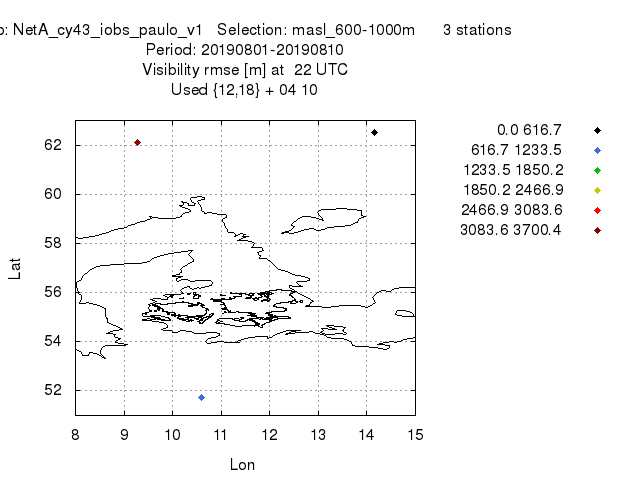 : NetA_cy43_iobs_paulo_v1 Selection: masl_600-1000m 3 stations
Period: 20190801-20190810
Visibility rmse [m] at 22 UTC
Used {12,18} + 04 10
0.0 616.7
616.7 1233.5
1233.5 1850.2
1850.2 2466.9
2466.9 3083.6
3083.6 3700.4
62
60
58
56
54
52
Lat
8 9 10 11 12 13 14 15
Lon